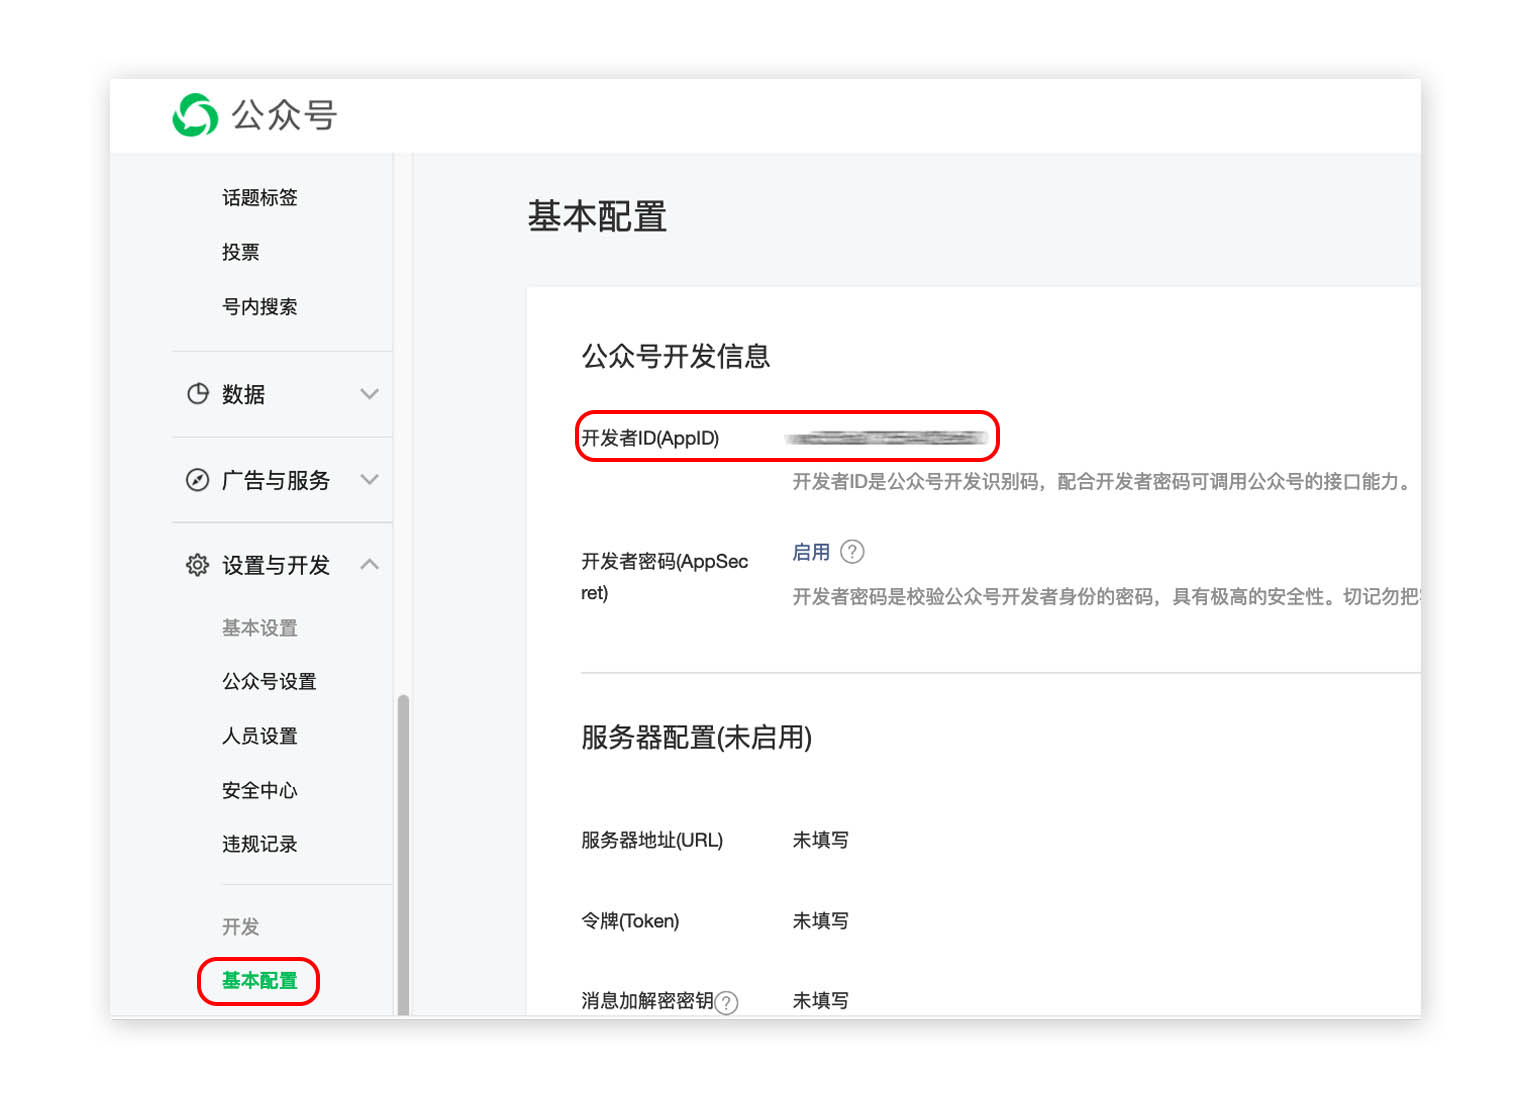 公众号
话题标签
投票
号内搜索
数据
广告与服务
设置与开发
基本设置
公众号设置
人员设置
安全中心
违规记录
开发
基本配置
基本配置
公众号开发信息
开发者ID(AppID)
开发者ID是公众号开发识别码，配合开发者密码可调用公众号的接口能力。
开发者密码(AppSec
ret)
启用 ?
开发者密码是校验公众号开发者身份的密码，具有极高的安全性。切记勿把
服务器配置(未启用)
服务器地址(URL) 未填写
令牌(Token) 未填写
消息加解密密钥? 未填写